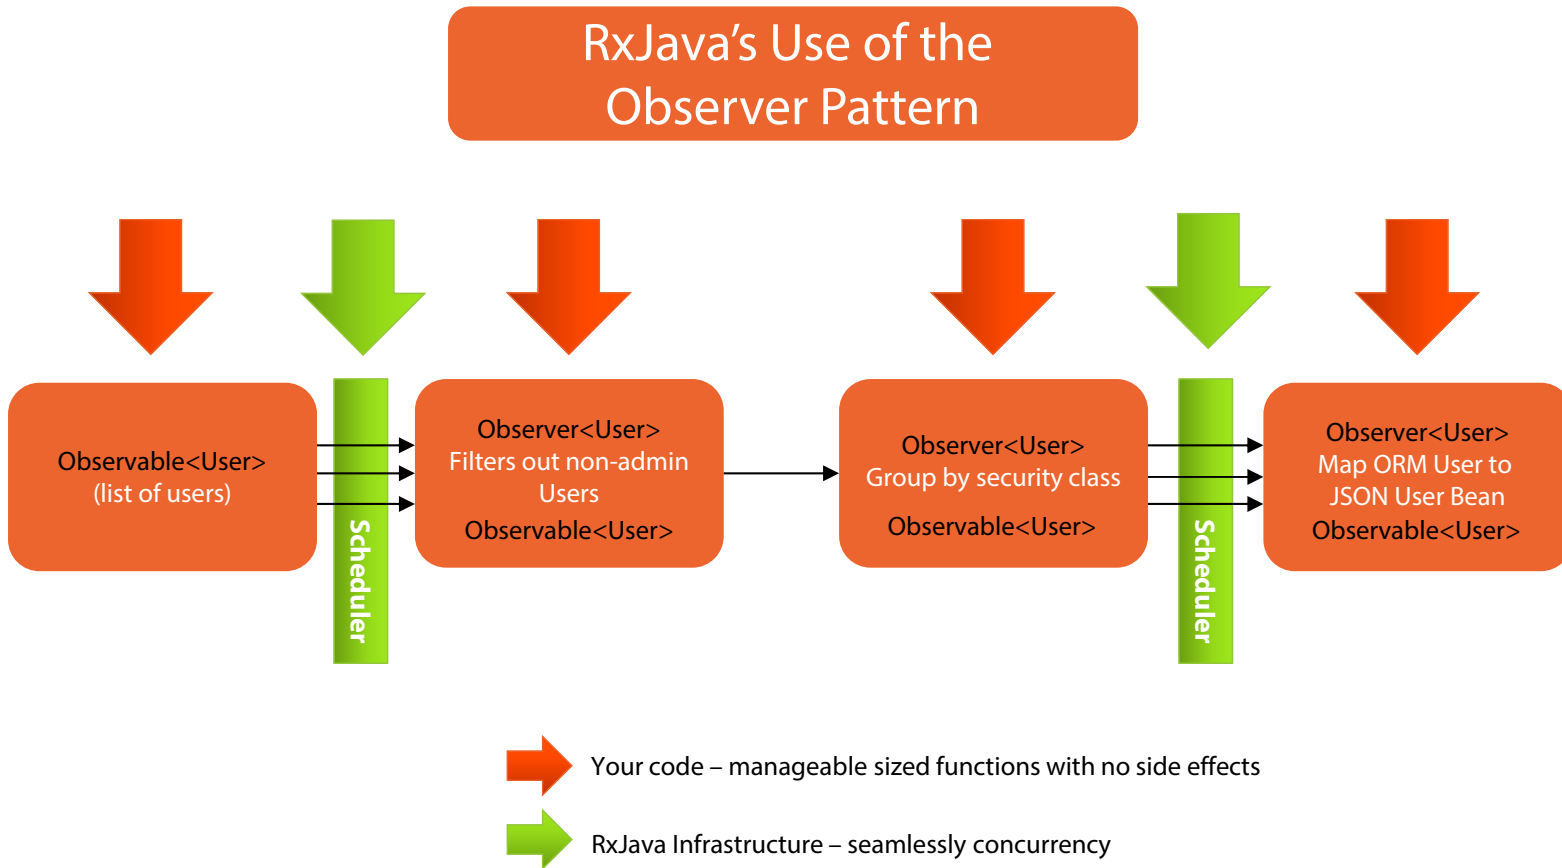 RxJava’s Use of the
Observer Pattern
Observable<User>
(list of users)
Scheduler
Observer<User>
Filters out non-admin
Users
Observable<User>
Observer<User>
Group by security class
Observable<User>
Scheduler
Observer<User>
Map ORM User to
JSON User Bean
Observable<User>
Your code – manageable sized functions with no side effects
RxJava Infrastructure – seamlessly concurrency